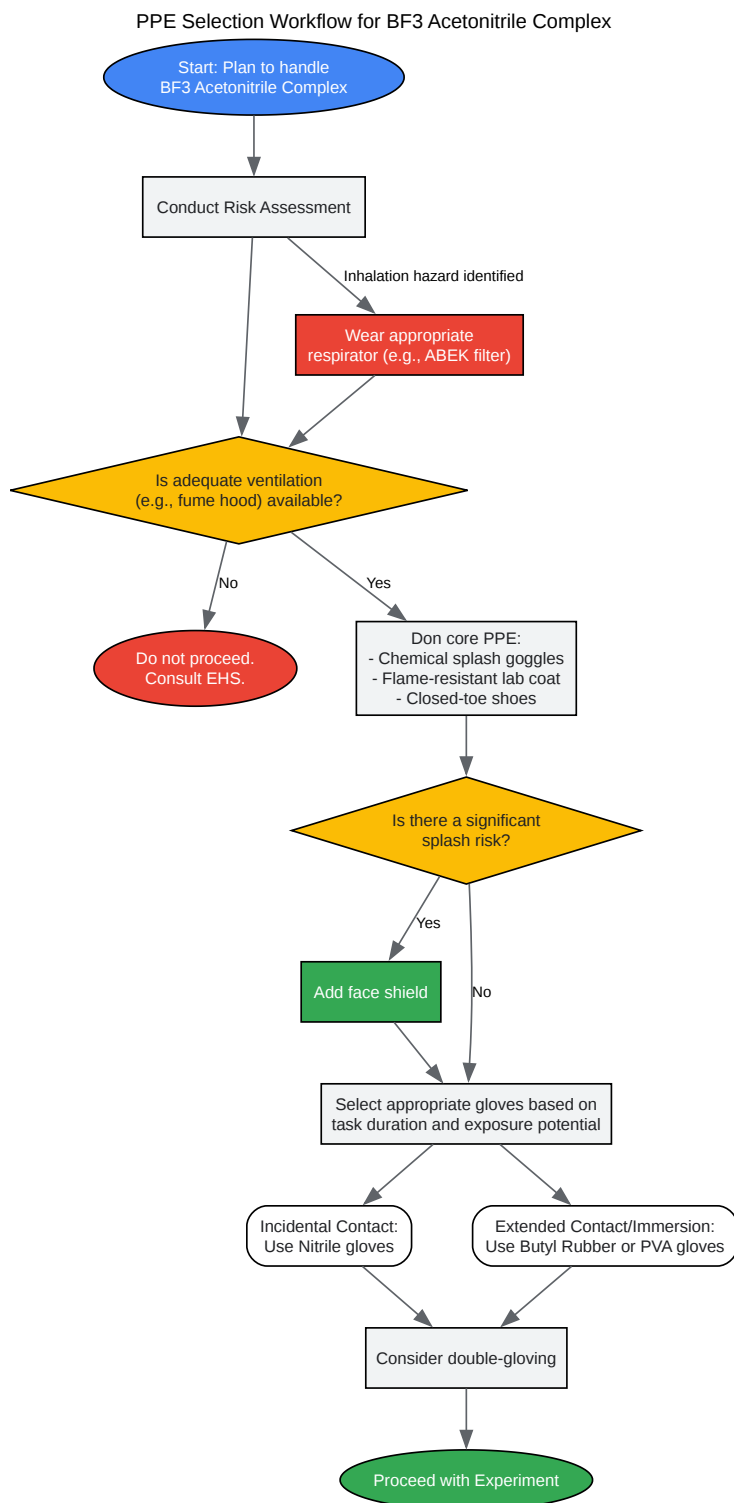 PPE Selection Workflow for BF3 Acetonitrile Complex
Start: Plan to handle
BF3 Acetonitrile Complex
Conduct Risk Assessment
Inhalation hazard identified
Wear appropriate
respirator (e.g., ABEK filter)
Is adequate ventilation
(e.g., fume hood) available?
No
Yes
Do not proceed.
Consult EHS.
Don core PPE:
- Chemical splash goggles
- Flame-resistant lab coat
- Closed-toe shoes
Is there a significant
splash risk?
Yes
Add face shield
No
Select appropriate gloves based on
task duration and exposure potential
Incidental Contact:
Use Nitrile gloves
Extended Contact/Immersion:
Use Butyl Rubber or PVA gloves
Consider double-gloving
Proceed with Experiment